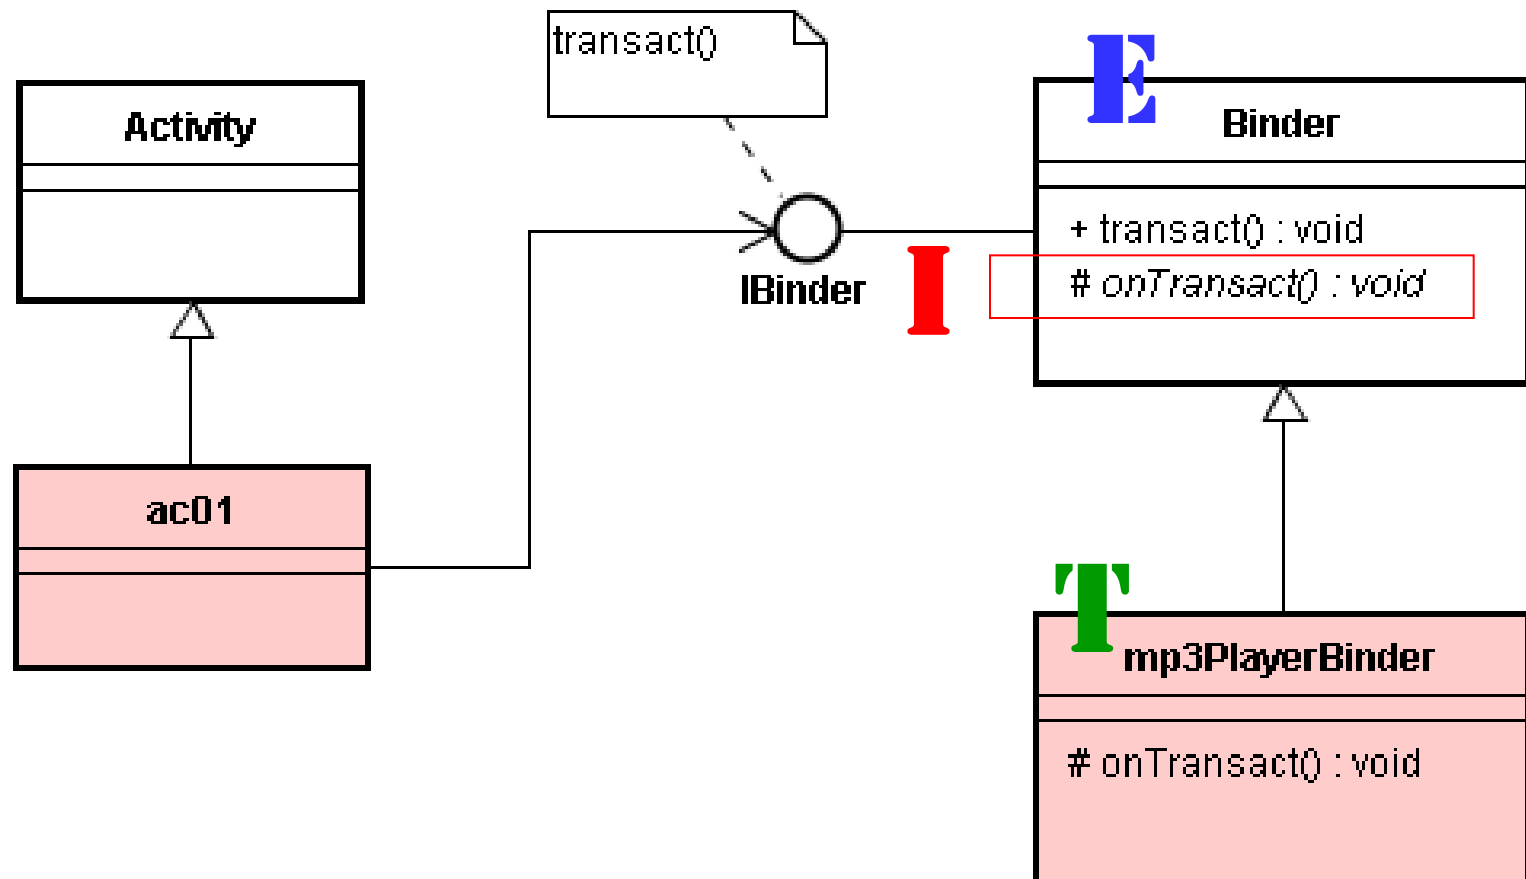 transact()
Activity
E
Binder
+ transact() : void
# onTransact() : void
IBinder
I
ac01
T
mp3PlayerBinder
# onTransact() : void